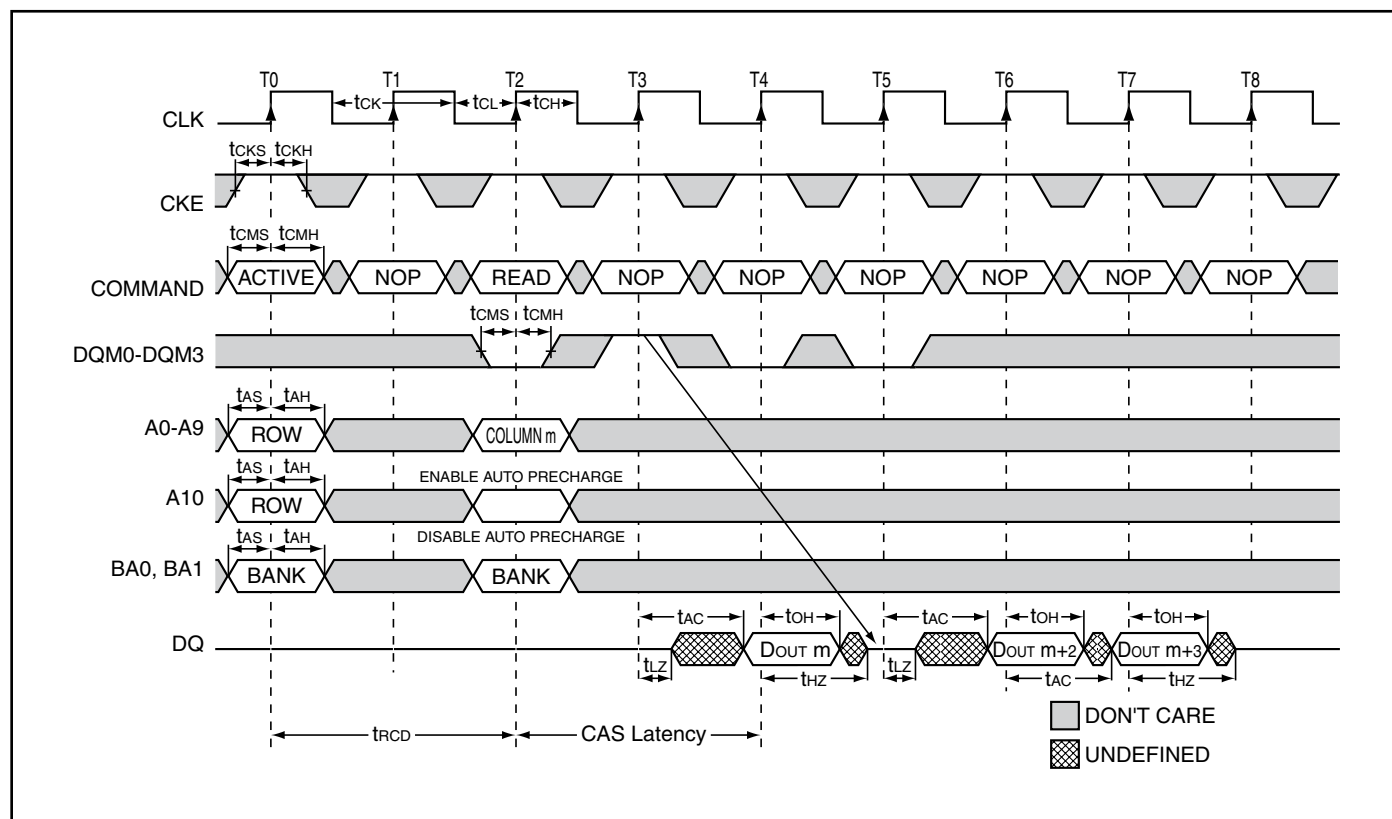 T0 T1 T2 T3 T4 T5 T6 T7 T8
tCK tCL tCH
CLK
tCKS tCKH
CKE
tCMS tCMH
COMMAND ACTIVE NOP READ NOP NOP NOP NOP NOP NOP
tCMS tCMH
DQM0-DQM3
tAS tAH
A0-A9 ROW COLUMN m
tAS tAH ENABLE AUTO PRECHARGE
A10 ROW
tAS tAH DISABLE AUTO PRECHARGE
BA0, BA1 BANK BANK
tAC tOH tAC tOH tOH
DQ DOUT m DOUT m+2 DOUT m+3
tLZ tHZ tLZ tAC tHZ
DON'T CARE
tRCD CAS Latency
UNDEFINED